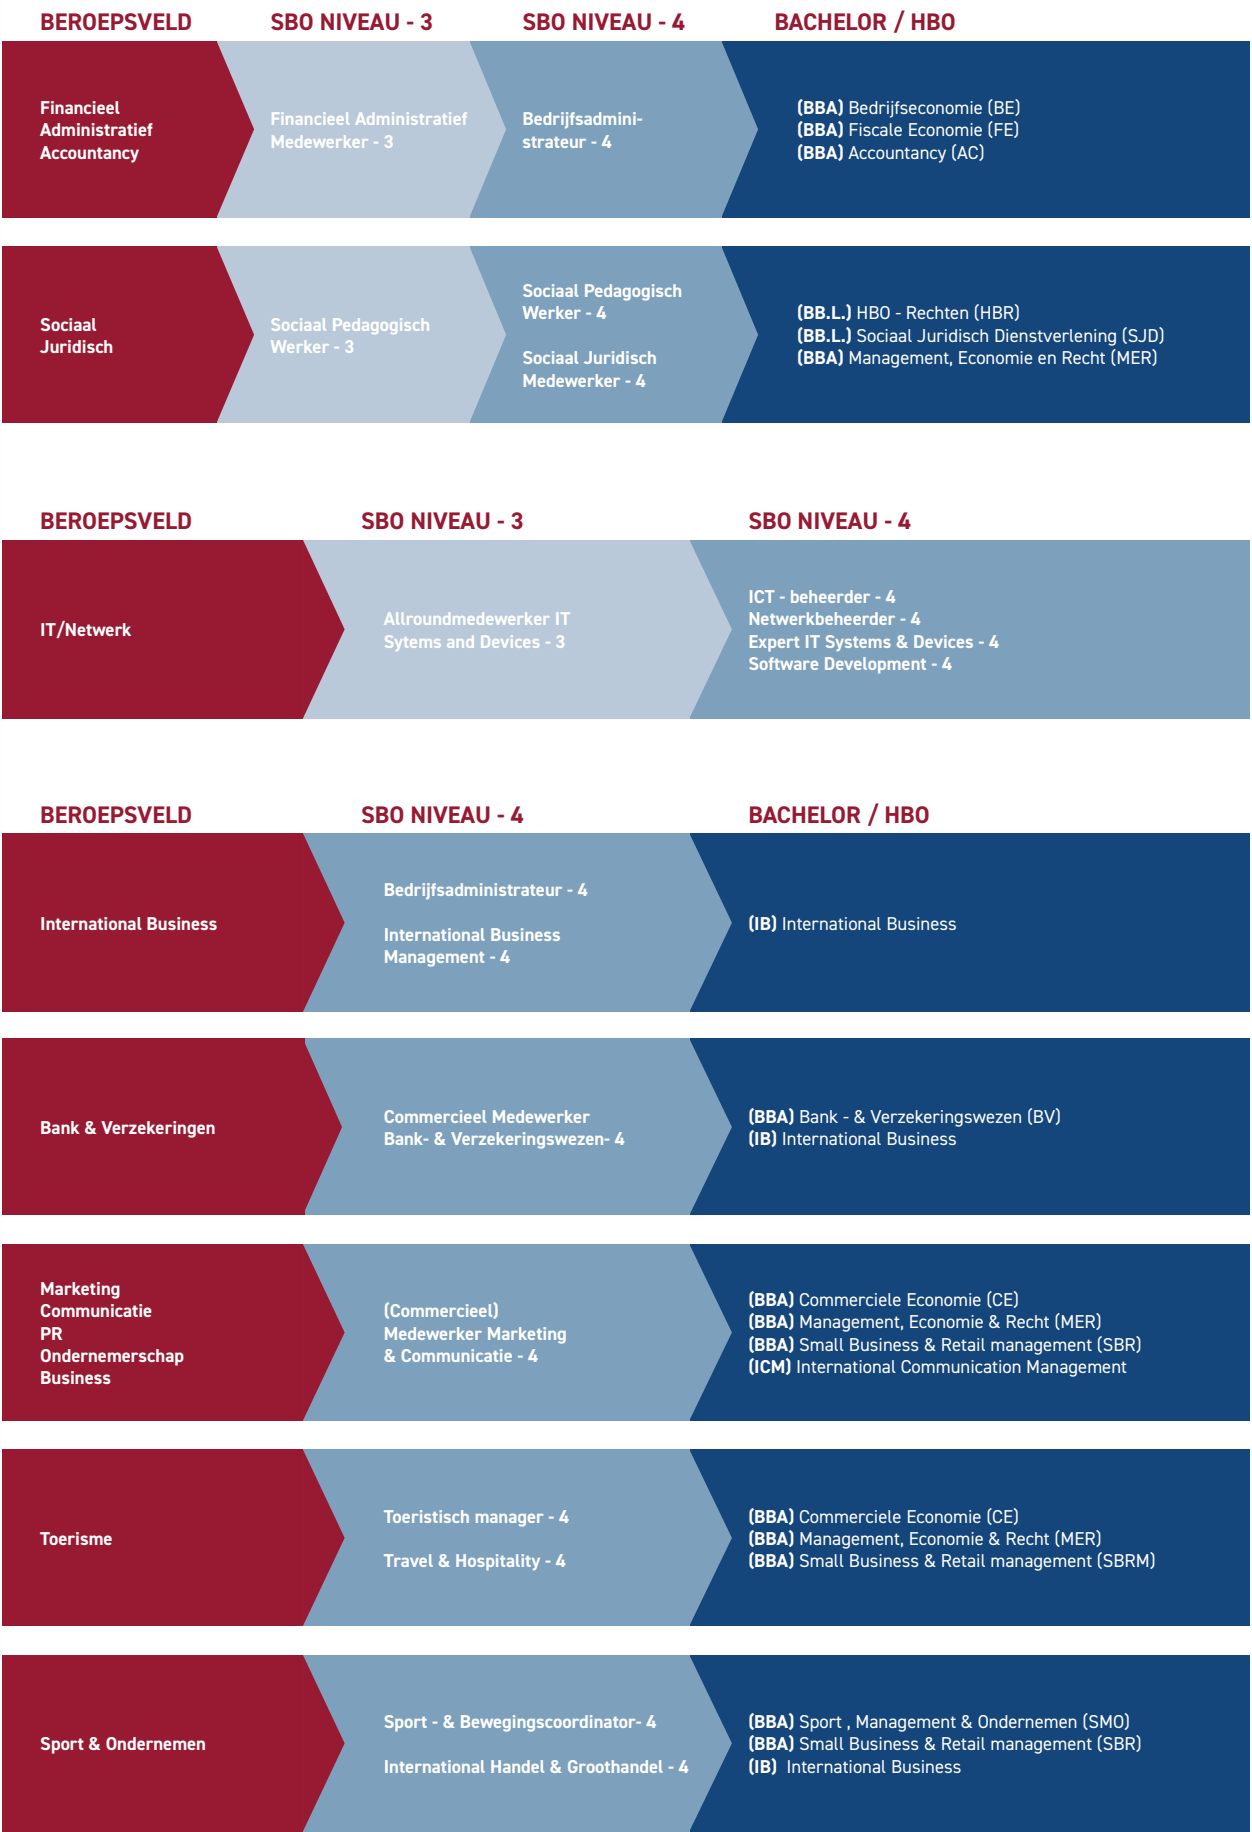 BEROEPSVELD SBO NIVEAU - 3 SBO NIVEAU - 4 BACHELOR / HBO
Financieel
Administratief
Accountancy
Financieel Administratief
Medewerker - 3
Bedrijfsadmini-
strateur - 4
(BBA) Bedrijfseconomie (BE)
(BBA) Fiscale Economie (FE)
(BBA) Accountancy (AC)
Sociaal
Juridisch
Sociaal Pedagogisch
Werker - 3
Sociaal Pedagogisch
Werker - 4
Sociaal Juridisch
Medewerker - 4
(BB.L.) HBO - Rechten (HBR)
(BB.L.) Sociaal Juridisch Dienstverlening (SJD)
(BBA) Management, Economie en Recht (MER)
BEROEPSVELD SBO NIVEAU - 3 SBO NIVEAU - 4
IT/Netwerk
Allroundmedewerker IT
Sytems and Devices - 3
ICT - beheerder - 4
Netwerkbeheerder - 4
Expert IT Systems & Devices - 4
Software Development - 4
BEROEPSVELD SBO NIVEAU - 4 BACHELOR / HBO
International Business
Bedrijfsadministrateur - 4
International Business
Management - 4
(IB) International Business
Bank & Verzekeringen
Commercieel Medewerker
Bank- & Verzekeringswezen- 4
(BBA) Bank - & Verzekeringswezen (BV)
(IB) International Business
Marketing
Communicatie
PR
Ondernemerschap
Business
(Commercieel)
Medewerker Marketing
& Communicatie - 4
(BBA) Commerciele Economie (CE)
(BBA) Management, Economie & Recht (MER)
(BBA) Small Business & Retail management (SBR)
(ICM) International Communication Management
Toerisme
Toeristisch manager - 4
Travel & Hospitality - 4
(BBA) Commerciele Economie (CE)
(BBA) Management, Economie & Recht (MER)
(BBA) Small Business & Retail management (SBRM)
Sport & Ondernemen
Sport - & Bewegingscoordinator- 4
International Handel & Groothandel - 4
(BBA) Sport , Management & Ondernemen (SMO)
(BBA) Small Business & Retail management (SBR)
(IB) International Business